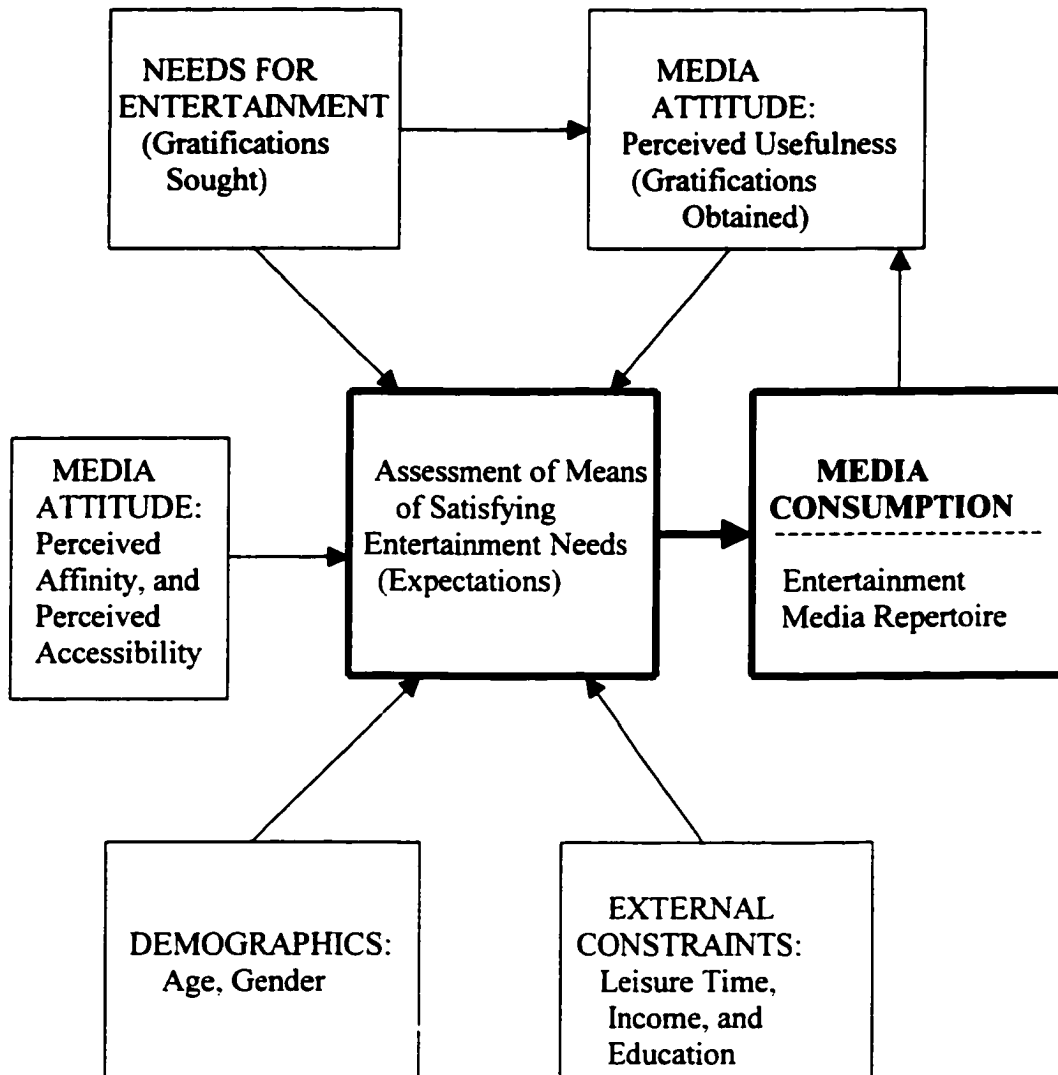 NEEDS FOR
ENTERTAINMENT
(Gratifications
Sought)
MEDIA
ATTITUDE:
Perceived Usefulness
(Gratifications
Obtained)
MEDIA
ATTITUDE:
Perceived
Affinity, and
Perceived
Accessibility
Assessment of Means
of Satisfying
Entertainment Needs
(Expectations)
MEDIA
CONSUMPTION
Entertainment
Media Repertoire
DEMOGRAPHICS:
Age, Gender
EXTERNAL
CONSTRAINTS:
Leisure Time,
Income, and
Education